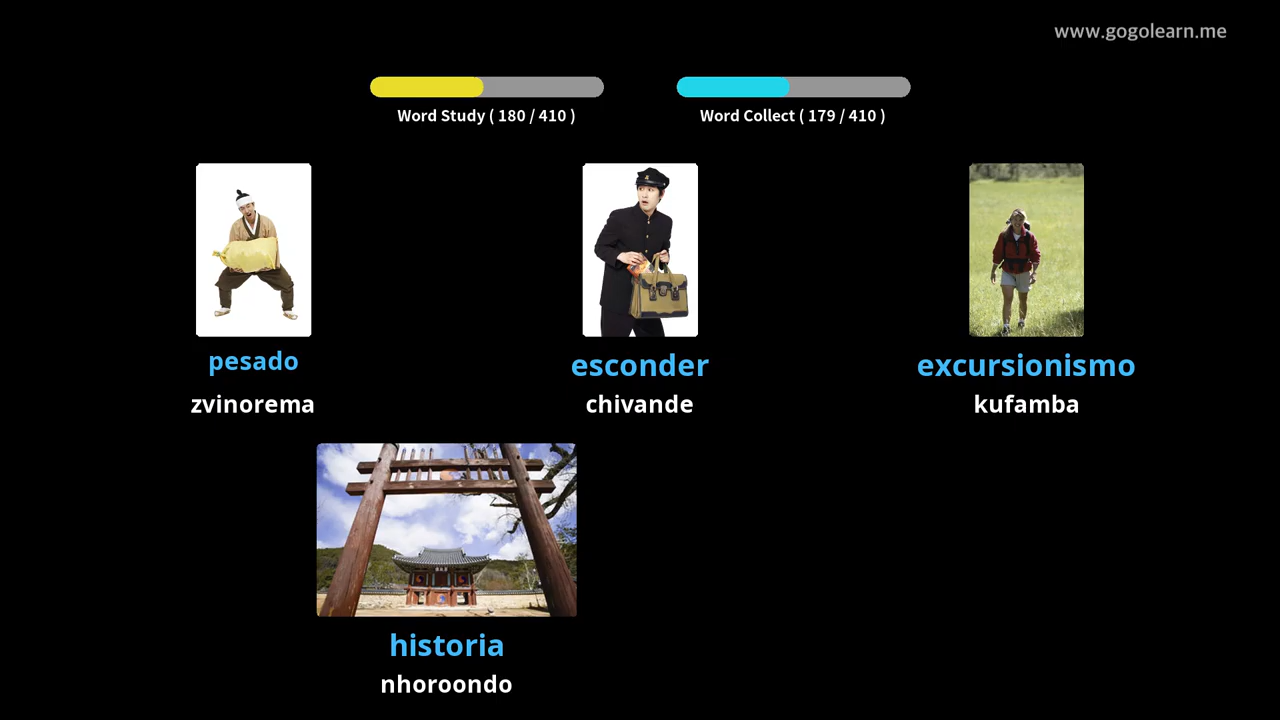 www.gogolearn.me
Word Study ( 180 / 410 )
Word Collect ( 179 / 410 )
pesado
zvinorema
esconder
chivande
excursionismo
kufamba
historia
nhoroondo